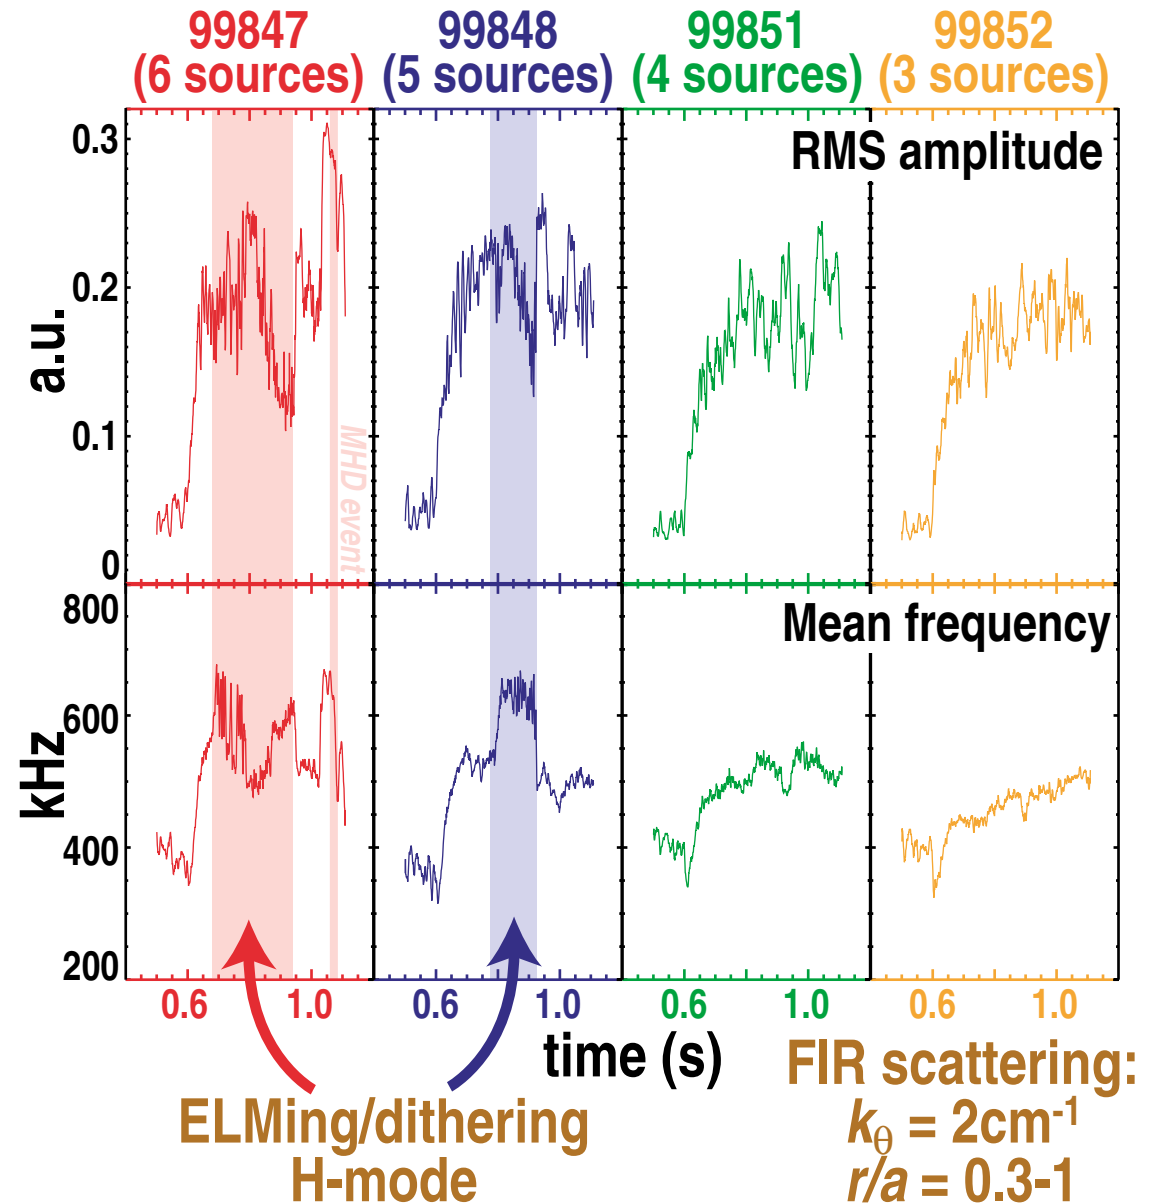 99847
(6 sources)
99848
(5 sources)
99851
(4 sources)
99852
(3 sources)
RMS amplitude
0.3
0.2
0.1
0
a.u.
MHD event
Mean frequency
800
600
400
200
kHz
0.6 1.0
0.6 1.0
0.6 1.0
0.6 1.0
time (s)
ELMing/dithering
H-mode
FIR scattering:
kθ = 2cm-1
r/a = 0.3-1